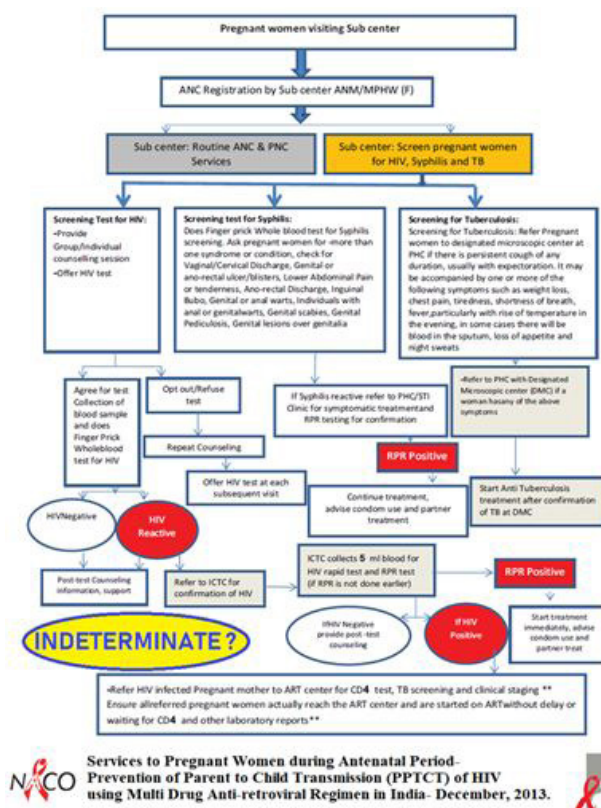 Pregnant women visiting Sub center
ANC Registration by Sub center ANM/MPHW (F)
Sub center: Routine ANC & PNC
Services
Sub center: Screen pregnant women
for HIV, Syphilis and TB
Screening Test for HIV:
•Provide
Group/Individual
counselling session
•Offer HIV test
Screening test for Syphilis:
Does Finger prick Whole blood test for Syphilis
screening. Ask pregnant women for -more than
one syndrome or condition, check for
Vaginal/Cervical Discharge, Genital or
ano-rectal ulcer/blisters, Lower Abdominal Pain
or tenderness, Ano-rectal Discharge, Inguinal
Bubo, Genital or anal warts, Individuals with
anal or genitalwarts, Genital scabies, Genital
Pediculosis, Genital lesions over genitalia
Screening for Tuberculosis:
Screening for Tuberculosis: Refer Pregnant
women to designated microscopic center at
PHC if there is persistent cough of any
duration, usually with expectoration. It may
be accompanied by one or more of the
following symptoms such as weight loss,
chest pain, tiredness, shortness of breath,
fever,particularly with rise of temperature in
the evening, in some cases there will be
blood in the sputum, loss of appetite and
night sweats
Agree for test
Collection of
blood sample
and does
Finger Prick
Wholeblood
test for HIV
Opt out/Refuse
test
Repeat Counseling
Offer HIV test at each
subsequent visit
If Syphilis reactive refer to PHC/STI
Clinic for symptomatic treatmentand
RPR testing for confirmation
RPR Positive
Continue treatment,
advise condom use and partner
treatment
•Refer to PHC with Designated
Microscopic center (DMC) if a
woman hasany of the above
symptoms
Start Anti Tuberculosis
treatment after confirmation
of TB at DMC
HIVNegative
HIV
Reactive
Post-test Counseling
information, support
Refer to ICTC for
confirmation of HIV
ICTC collects 5 ml blood for
HIV rapid test and RPR test
(if RPR is not done earlier)
RPR Positive
INDETERMINATE ?
IfHIV Negative
provide post -test
counseling
If HIV
Positive
Start treatment
immediately, advise
condom use and
partner treat
•Refer HIV infected Pregnant mother to ART center for CD4 test, TB screening and clinical staging **
Ensure allreferred pregnant women actually reach the ART center and are started on ARTwithout delay or
waiting for CD4 and other laboratory reports**
NACO
Services to Pregnant Women during Antenatal Period-
Prevention of Parent to Child Transmission (PPTCT) of HIV
using Multi Drug Anti-retroviral Regimen in India- December, 2013.